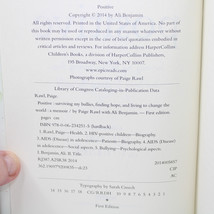 Positive
Copyright © 2014 by Ali Benjamin
All rights reserved. Printed in the United States of America. No part of this
book may be used or reproduced in any manner whatsoever without
written permission except in the case of brief quotations embodied in
critical articles and reviews. For information address HarperCollins
Children's Books, a division of HarperCollins Publishers,
195 Broadway, New York, NY 10007.
www.epicreads.com
Photographs courtesy of Paige Rawl
Library of Congress Cataloging-in-Publication Data
Rawl, Paige.
Positive : surviving my bullies, finding hope, and living to change the
world : a memoir / by Paige Rawl with Ali Benjamin. — First edition.
pages cm
ISBN 978-0-06-234251-5 (hardback)
1. Rawl, Paige—Health. 2. HIV-positive children—Biography.
3. AIDS (Disease) in adolescence—Patients—Biography. 4. AIDS (Disease)
in adolescence—Social aspects. 5. Bullying—Psychological aspects.
I. Benjamin, Ali. II. Title.
RJ387.A25R38 2014
CIP
AC
Typography by Sarah Creech
First Edition